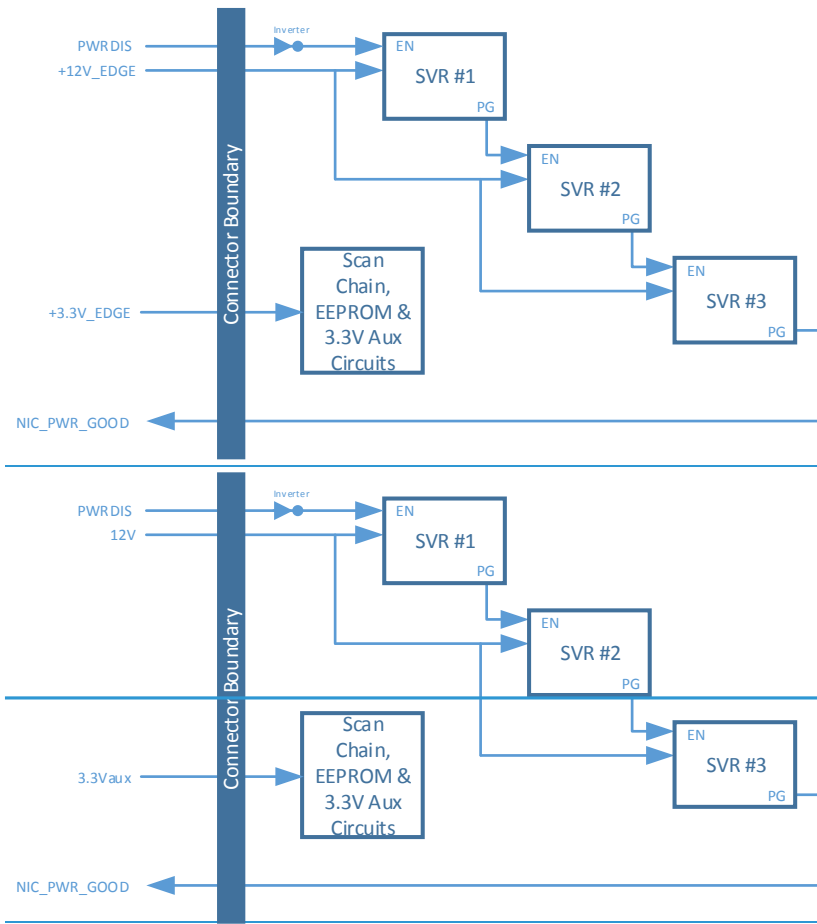 PWRDIS
Inverter
EN
+12V_EDGE
SVR #1
PG
EN
SVR #2
PG
Connector Boundary
Scan
Chain,
EEPROM &
3.3V Aux
Circuits
EN
SVR #3
+3.3V_EDGE
PG
NIC_PWR_GOOD
PWRDIS
Inverter
EN
12V
SVR #1
PG
EN
SVR #2
PG
Connector Boundary
Scan
Chain,
EEPROM &
3.3V Aux
Circuits
EN
SVR #3
3.3Vaux
PG
NIC_PWR_GOOD